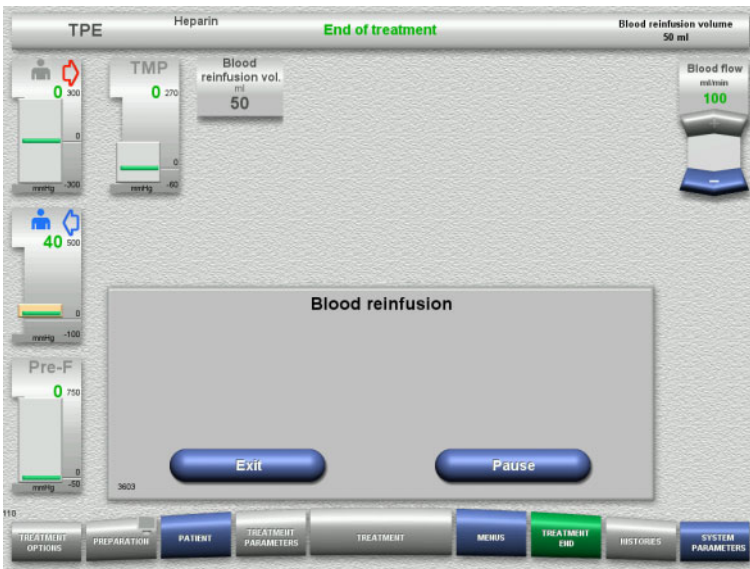 TPE
Heparin
End of treatment
Blood reinfusion volume
50 ml
0
300
0
-300
mmHg
TMP
0
270
0
-60
mmHg
Blood
reinfusion vol.
ml
50
Blood flow
ml/min
100
40
500
0
-100
mmHg
Pre-F
0
750
0
-50
mmHg
Blood reinfusion
Exit
Pause
3603
110
TREATMENT
OPTIONS
PREPARATION
PATIENT
TREATMENT
PARAMETERS
TREATMENT
MENUS
TREATMENT
END
HISTORIES
SYSTEM
PARAMETERS